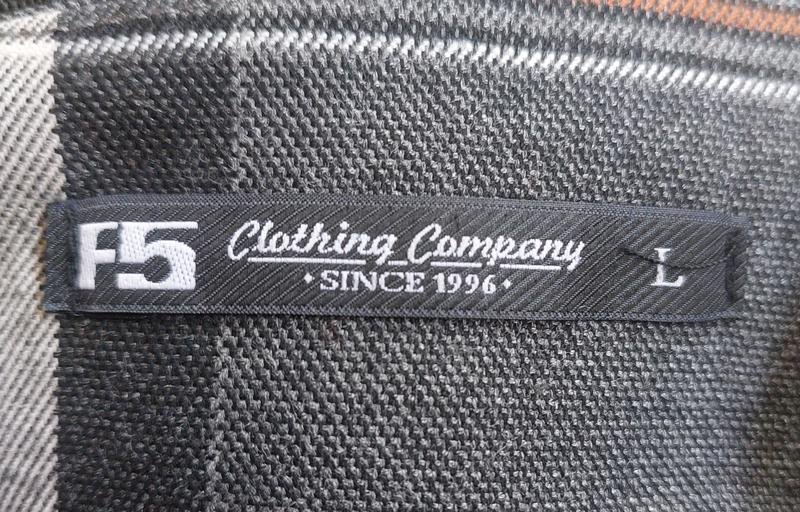 F5 Clothing Company L
• SINCE 1996 •